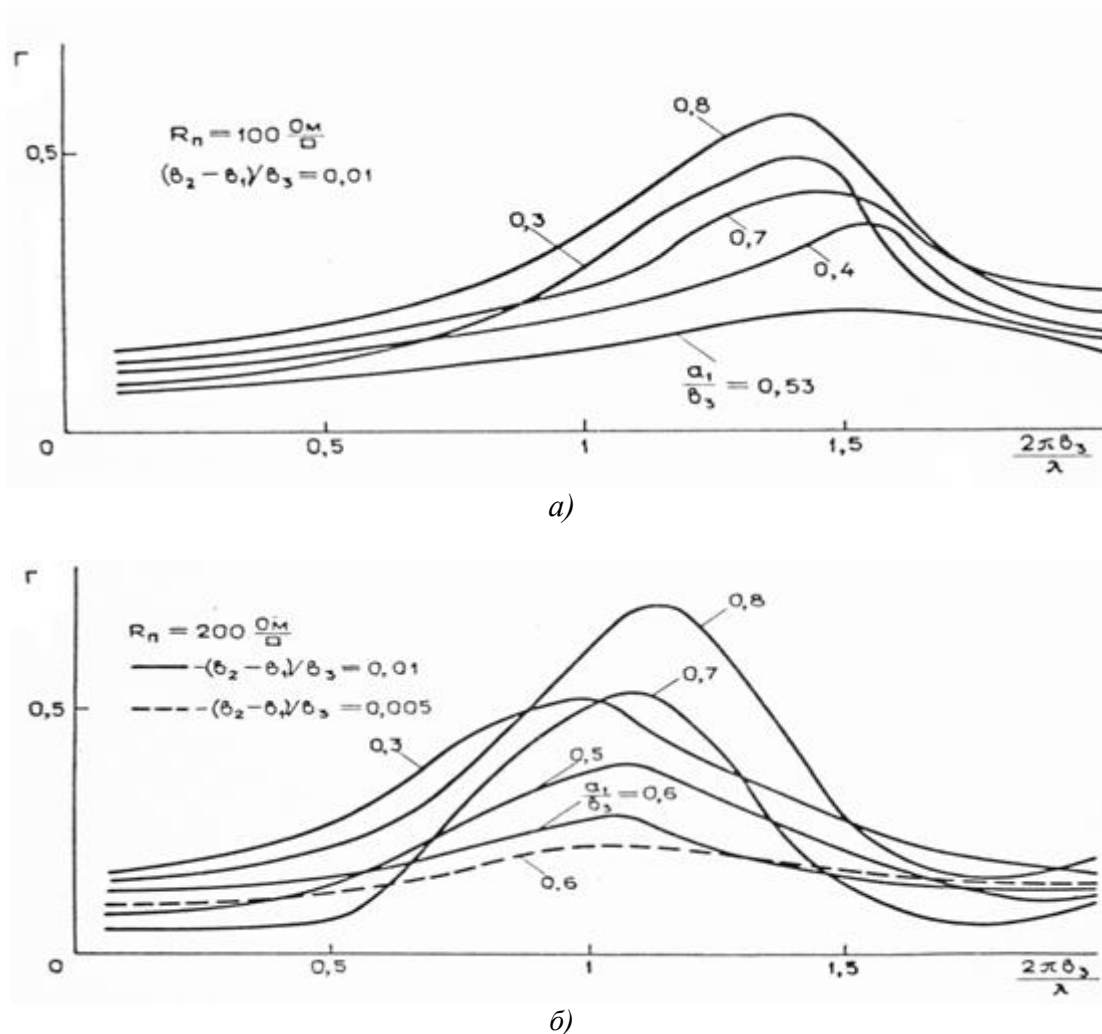 Г
0,8
0,5
R_п = 100 Ом/□
(в₂ − в₁)/в₃ = 0,01
0,3
0,7
0,4
a₁/в₃ = 0,53
0
0,5
1
1,5
2πв₃/λ
а)
Г
0,8
R_п = 200 Ом/□
—— -(в₂ − в₁)/в₃ = 0,01
0,7
0,5
– – – -(в₂ − в₁)/в₃ = 0,005
0,3
0,5
a₁/в₃ = 0,6
0,6
0
0,5
1
1,5
2πв₃/λ
б)